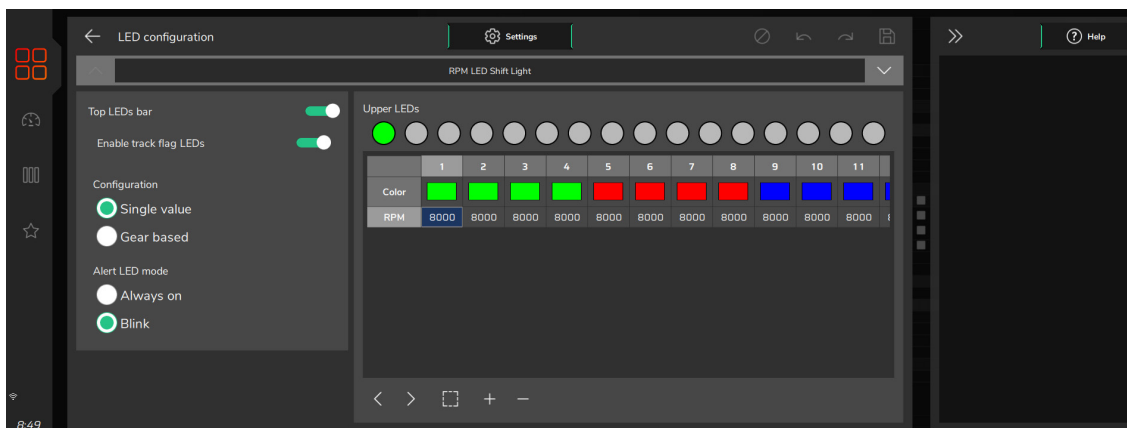 LED configuration
Settings
Help
RPM LED Shift Light
Top LEDs bar
Enable track flag LEDs
Configuration
Single value
Gear based
Alert LED mode
Always on
Blink
Upper LEDs
1 2 3 4 5 6 7 8 9 10 11
Color
RPM 8000 8000 8000 8000 8000 8000 8000 8000 8000 8000 8000
8:49